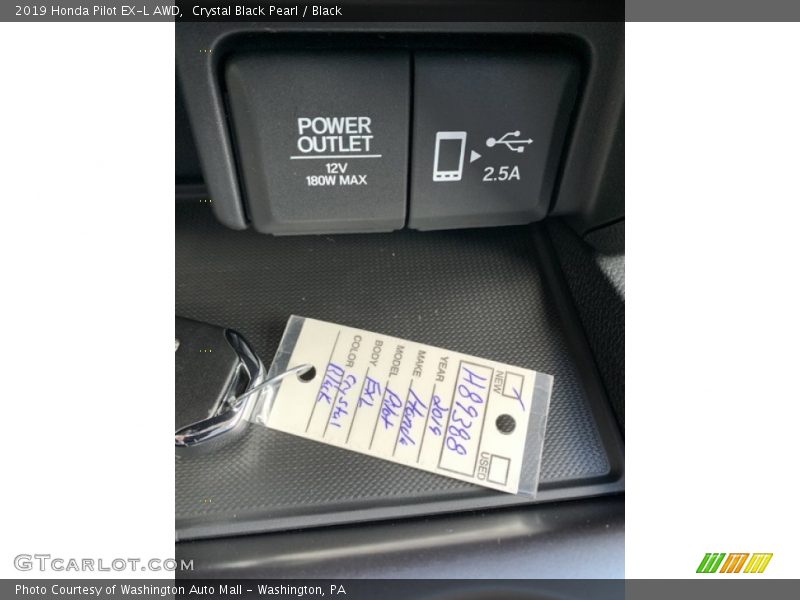 2019 Honda Pilot EX-L AWD,  Crystal Black Pearl / Black
POWER
OUTLET
12V
180W MAX
2.5A
NEW
USED
H89388
YEAR 2019
MAKE Honda
MODEL Pilot
BODY EXL
COLOR Crystal
Blck
GTCARLOT.COM
Photo Courtesy of Washington Auto Mall - Washington, PA